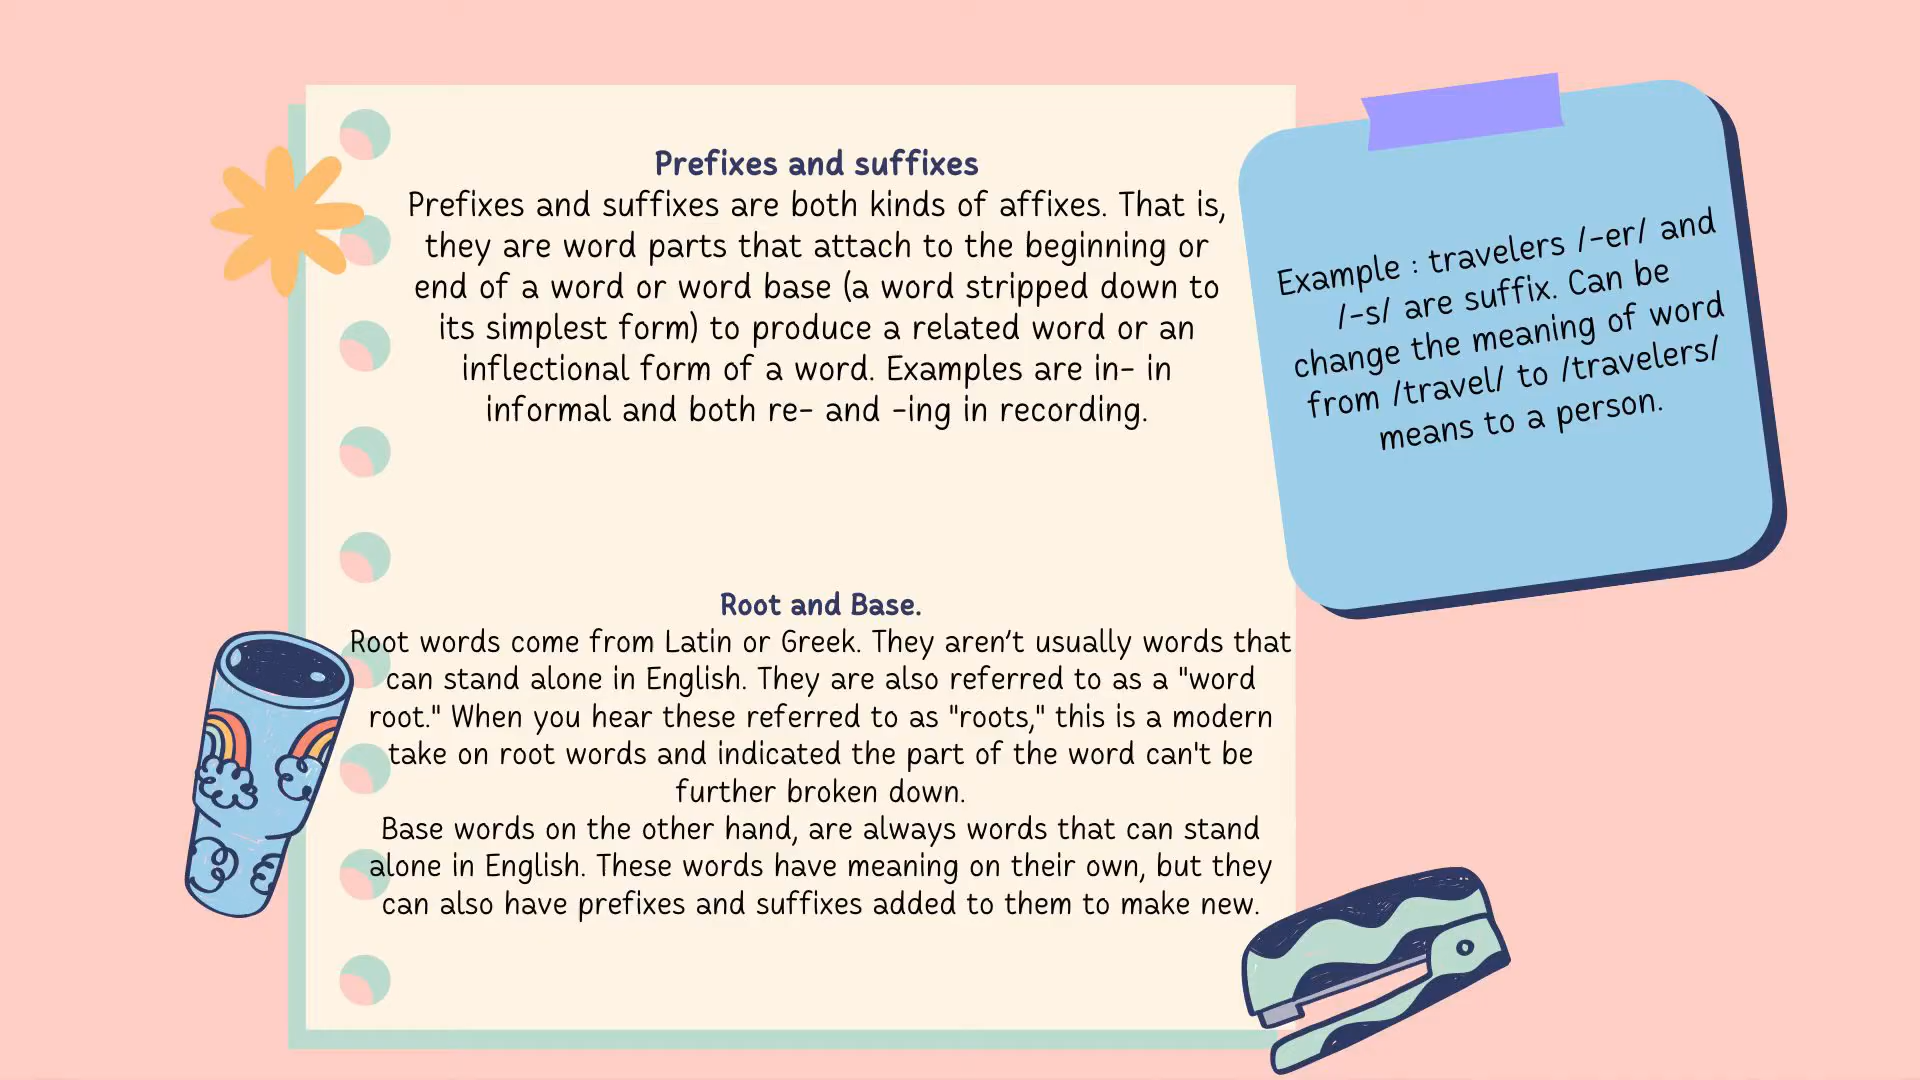 Prefixes and suffixes
Prefixes and suffixes are both kinds of affixes. That is,
they are word parts that attach to the beginning or
end of a word or word base (a word stripped down to
its simplest form) to produce a related word or an
inflectional form of a word. Examples are in- in
informal and both re- and -ing in recording.
Example : travelers /-er/ and
/-s/ are suffix. Can be
change the meaning of word
from /travel/ to /travelers/
means to a person.
Root and Base.
Root words come from Latin or Greek. They aren’t usually words that
can stand alone in English. They are also referred to as a "word
root." When you hear these referred to as "roots," this is a modern
take on root words and indicated the part of the word can't be
further broken down.
Base words on the other hand, are always words that can stand
alone in English. These words have meaning on their own, but they
can also have prefixes and suffixes added to them to make new.